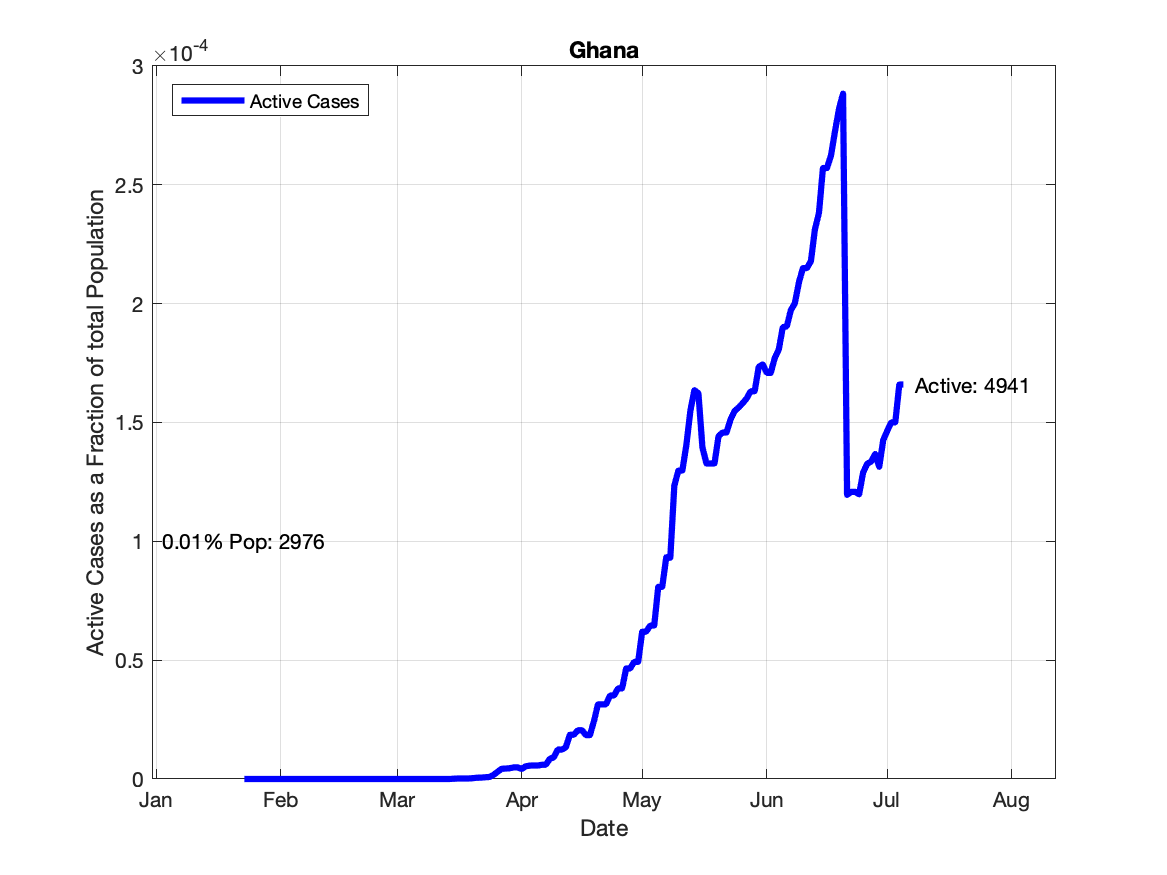 Ghana
×10-4
3
2.5
2
1.5
1
0.5
0
Active Cases as a Fraction of total Population
Active Cases
0.01% Pop: 2976
Active: 4941
Jan Feb Mar Apr May Jun Jul Aug
Date